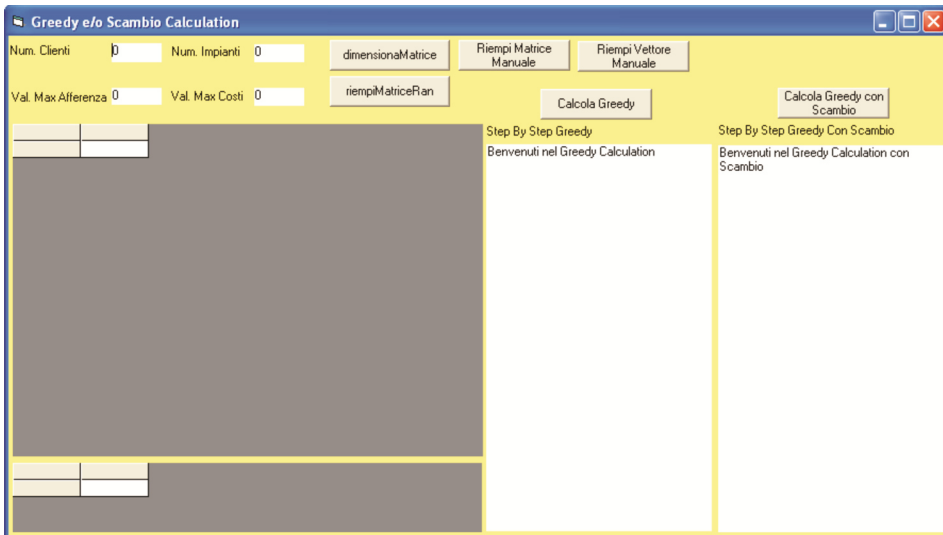 Greedy e/o Scambio Calculation
Num. Clienti 0 Num. Impianti 0 dimensionaMatrice
Riempi Matrice
Manuale
Riempi Vettore
Manuale
Val. Max Afferenza 0 Val. Max Costi 0 riempiMatriceRan
Calcola Greedy
Calcola Greedy con
Scambio
Step By Step Greedy
Benvenuti nel Greedy Calculation
Step By Step Greedy Con Scambio
Benvenuti nel Greedy Calculation con
Scambio